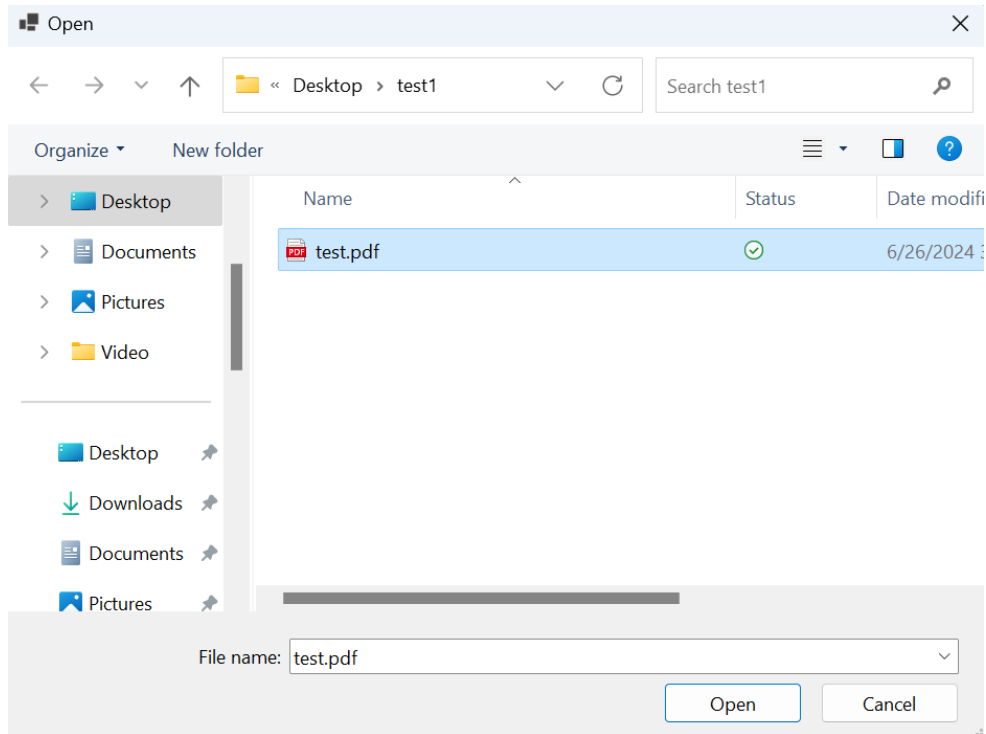 Open
« Desktop > test1
Search test1
Organize
New folder
?
Desktop
Documents
Pictures
Video
Desktop
Downloads
Documents
Pictures
Name Status Date modifi
PDF test.pdf 6/26/2024 3
File name: test.pdf
Open Cancel